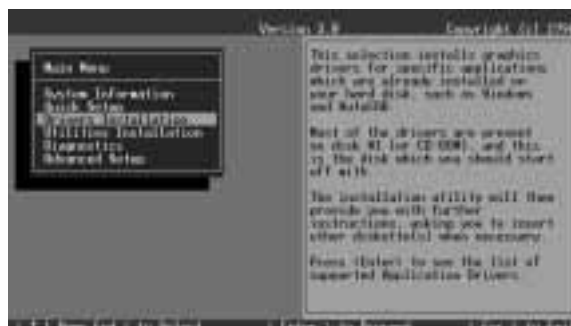 Version 3.0 Copyright (c) 199
Main Menu
System Information
Quick Setup
Drivers Installation
Utilities Installation
Diagnostics
Advanced Setup
This selection installs graphics
drivers for specific applications
which are already installed on
your hard disk, such as Windows
and AutoCAD.
Most of the drivers are present
on disk #1 (or CD-ROM), and this
is the disk which you should start
off with.
The installation utility will then
provide you with further
instructions, asking you to insert
other diskette(s) when necessary.
Press <Enter> to see the list of
supported Application Drivers.